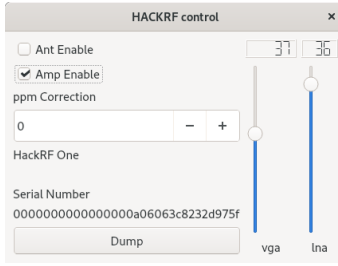 HACKRF control ×
Ant Enable
37 36
Amp Enable
ppm Correction
0 − +
HackRF One
Serial Number
0000000000000000a06063c8232d975f
Dump
vga lna